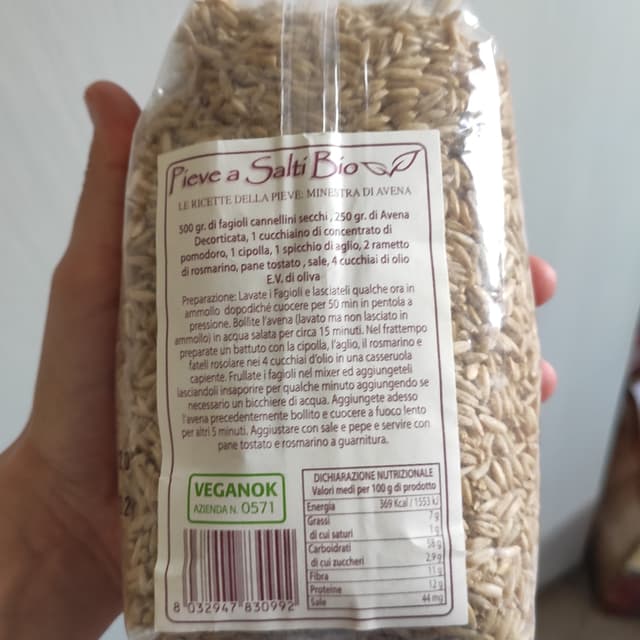 Pieve a Salti Bio
LE RICETTE DELLA PIEVE: MINESTRA DI AVENA
500 gr. di fagioli cannellini secchi , 250 gr. di Avena
Decorticata, 1 cucchiaino di concentrato di
pomodoro, 1 cipolla, 1 spicchio di aglio, 2 rametto
di rosmarino, pane tostato , sale, 4 cucchiai di olio
E.V. di oliva
Preparazione: Lavate i Fagioli e lasciateli qualche ora in
ammollo dopodiché cuocere per 50 min in pentola a
pressione. Bollite l'avena (lavato ma non lasciato in
ammollo) in acqua salata per circa 15 minuti. Nel frattempo
preparate un battuto con la cipolla, l'aglio, il rosmarino e
fateli rosolare nei 4 cucchiai d'olio in una casseruola
capiente. Frullate i fagioli nel mixer ed aggiungeteli
lasciandoli insaporire per qualche minuto aggiungendo se
necessario un bicchiere di acqua. Aggiungete adesso
l'avena precedentemente bollito e cuocere a fuoco lento
per altri 5 minuti. Aggiustare con sale e pepe e servire con
pane tostato e rosmarino a guarnitura.
VEGANOK
AZIENDA N. 0571
8 032947 830992
DICHIARAZIONE NUTRIZIONALE
Valori medi per 100 g di prodotto
Energia 369 Kcal / 1553 kJ
Grassi 7 g
di cui saturi 1 g
Carboidrati 58 g
di cui zuccheri 2,9 g
Fibra 11 g
Proteine 12 g
Sale 44 mg